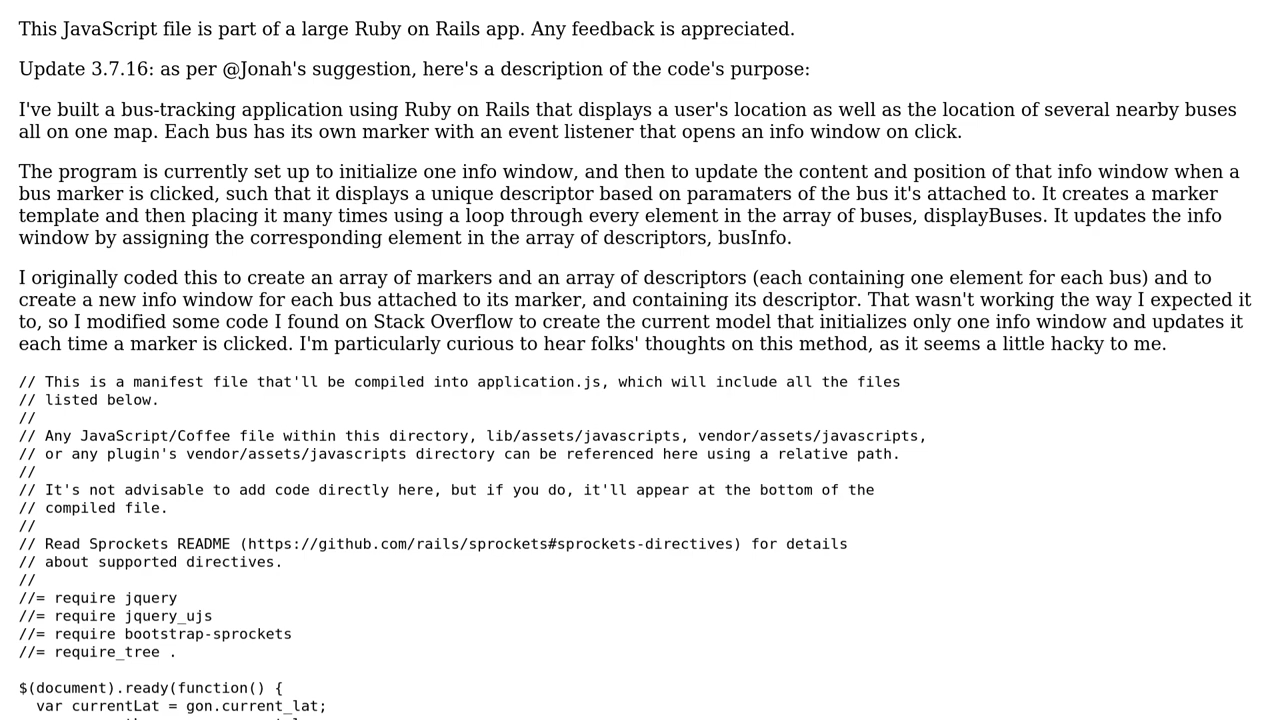 This JavaScript file is part of a large Ruby on Rails app. Any feedback is appreciated.
Update 3.7.16: as per @Jonah's suggestion, here's a description of the code's purpose:
I've built a bus-tracking application using Ruby on Rails that displays a user's location as well as the location of several nearby buses
all on one map. Each bus has its own marker with an event listener that opens an info window on click.
The program is currently set up to initialize one info window, and then to update the content and position of that info window when a
bus marker is clicked, such that it displays a unique descriptor based on paramaters of the bus it's attached to. It creates a marker
template and then placing it many times using a loop through every element in the array of buses, displayBuses. It updates the info
window by assigning the corresponding element in the array of descriptors, busInfo.
I originally coded this to create an array of markers and an array of descriptors (each containing one element for each bus) and to
create a new info window for each bus attached to its marker, and containing its descriptor. That wasn't working the way I expected it
to, so I modified some code I found on Stack Overflow to create the current model that initializes only one info window and updates it
each time a marker is clicked. I'm particularly curious to hear folks' thoughts on this method, as it seems a little hacky to me.
// This is a manifest file that'll be compiled into application.js, which will include all the files
// listed below.
//
// Any JavaScript/Coffee file within this directory, lib/assets/javascripts, vendor/assets/javascripts,
// or any plugin's vendor/assets/javascripts directory can be referenced here using a relative path.
//
// It's not advisable to add code directly here, but if you do, it'll appear at the bottom of the
// compiled file.
//
// Read Sprockets README (https://github.com/rails/sprockets#sprockets-directives) for details
// about supported directives.
//
//= require jquery
//= require jquery_ujs
//= require bootstrap-sprockets
//= require_tree .
$(document).ready(function() {
  var currentLat = gon.current_lat;